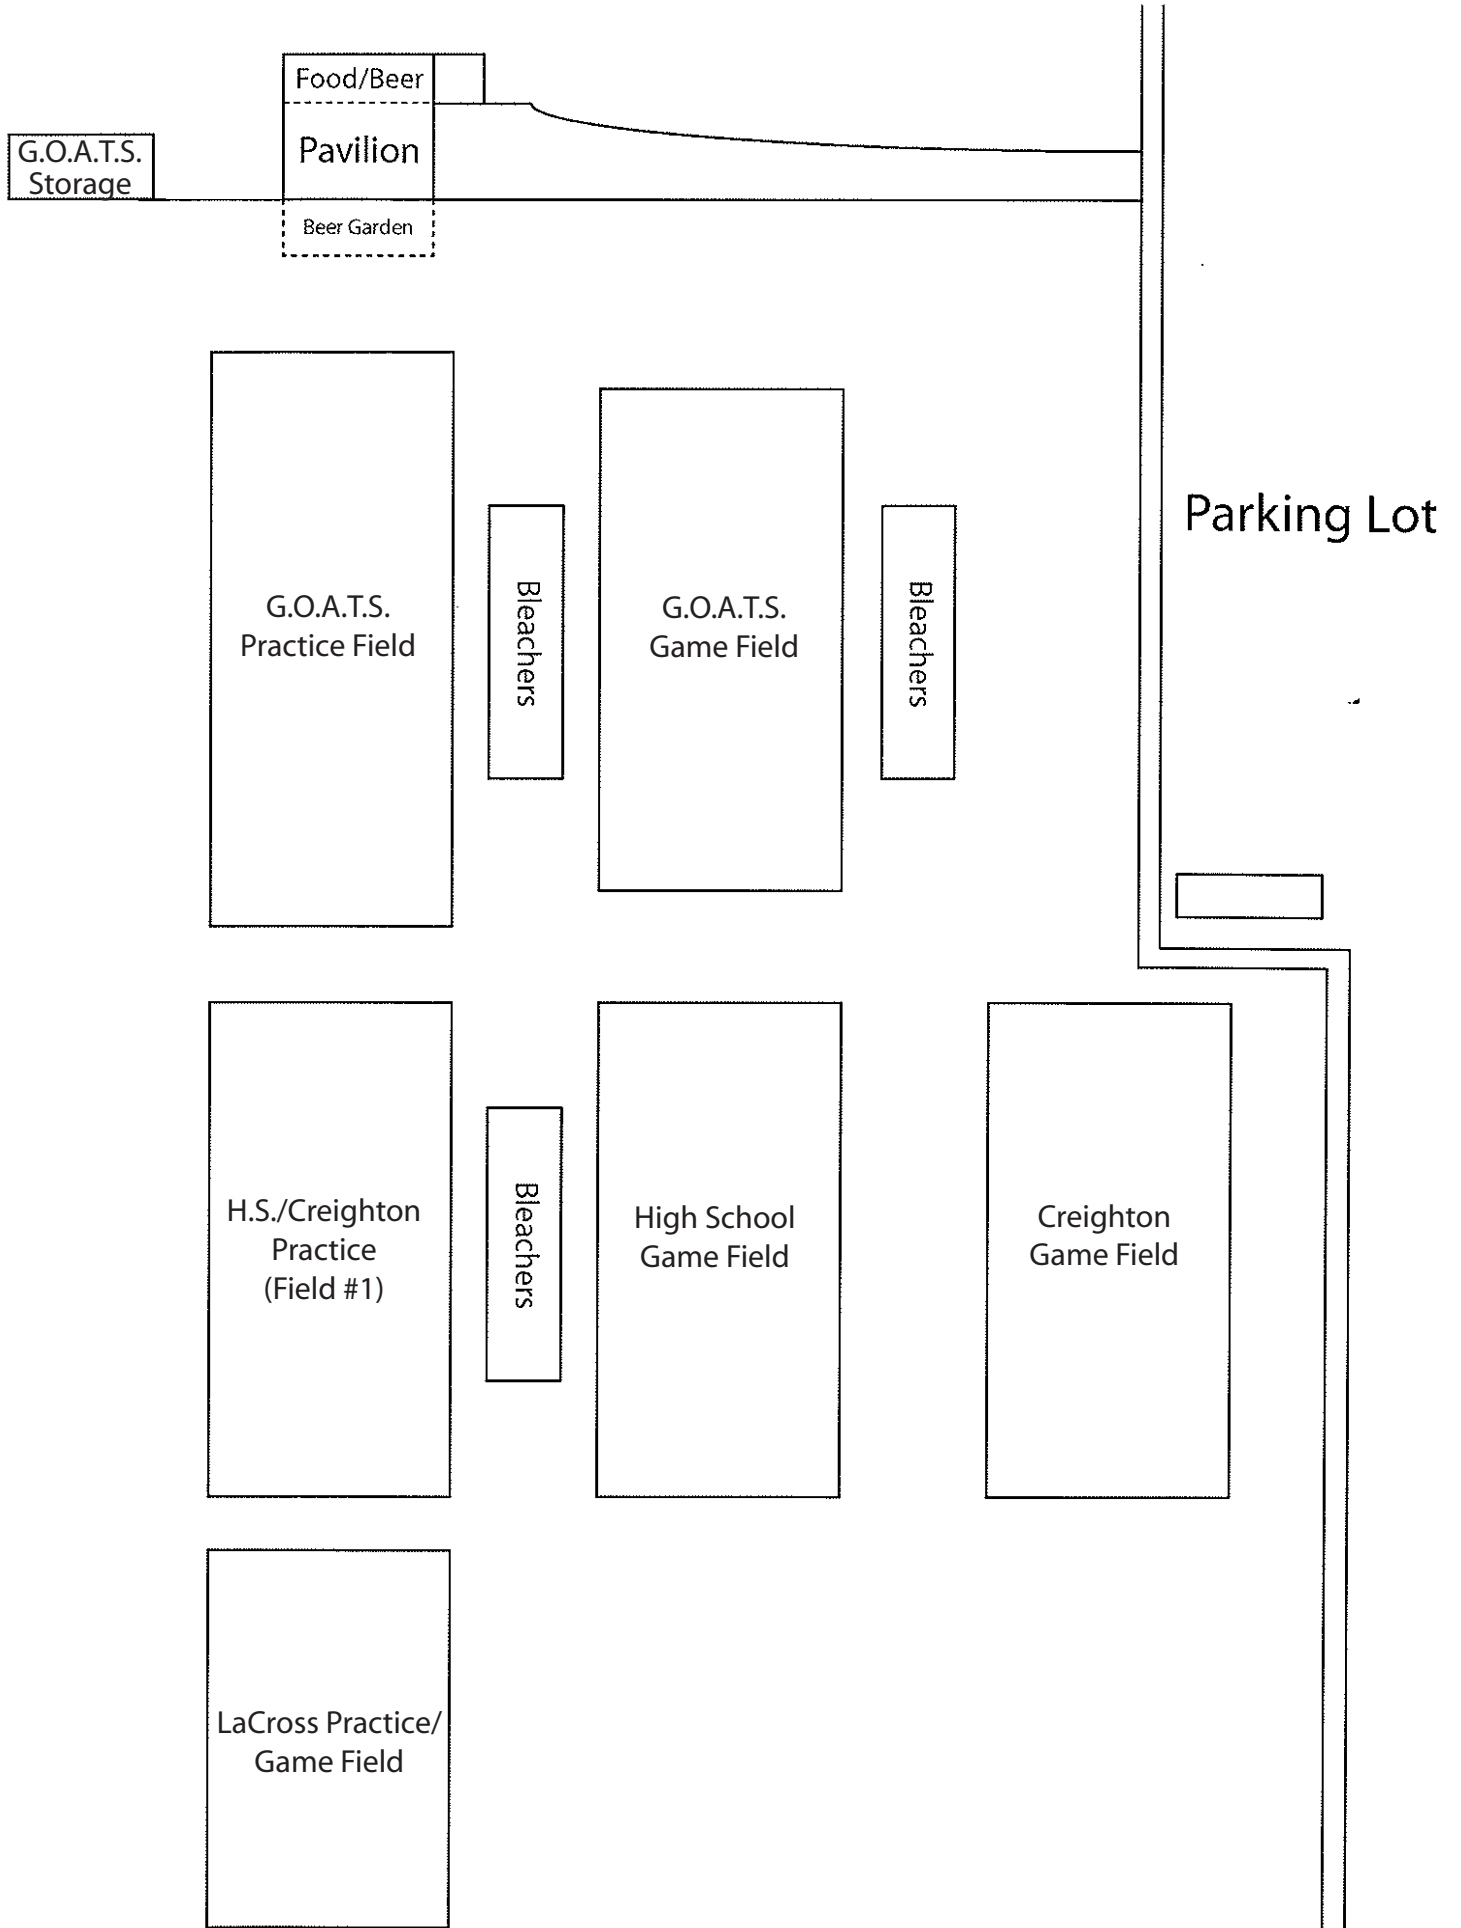 Food/Beer
Pavilion
G.O.A.T.S.
Storage
Beer Garden
Parking Lot
G.O.A.T.S.
Practice Field
Bleachers
G.O.A.T.S.
Game Field
Bleachers
H.S./Creighton
Practice
(Field #1)
Bleachers
High School
Game Field
Creighton
Game Field
LaCross Practice/
Game Field